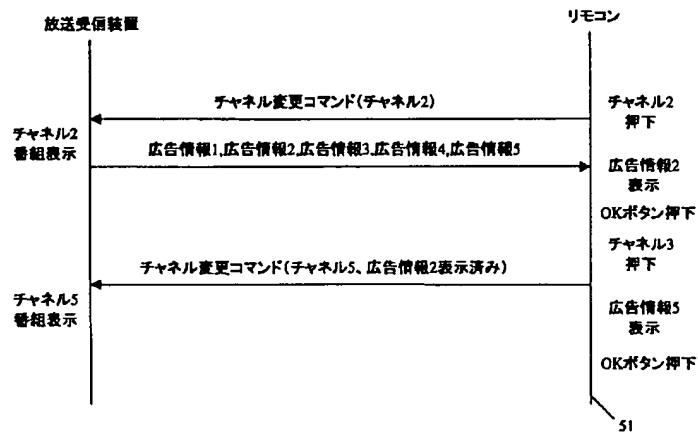 放送受信装置
リモコン
チャネル変更コマンド(チャネル2)
チャネル2
押下
チャネル2
番組表示
広告情報1,広告情報2,広告情報3,広告情報4,広告情報5
広告情報2
表示
OKボタン押下
チャネル3
押下
チャネル変更コマンド(チャネル5、広告情報2表示済み)
チャネル5
番組表示
広告情報5
表示
OKボタン押下
51